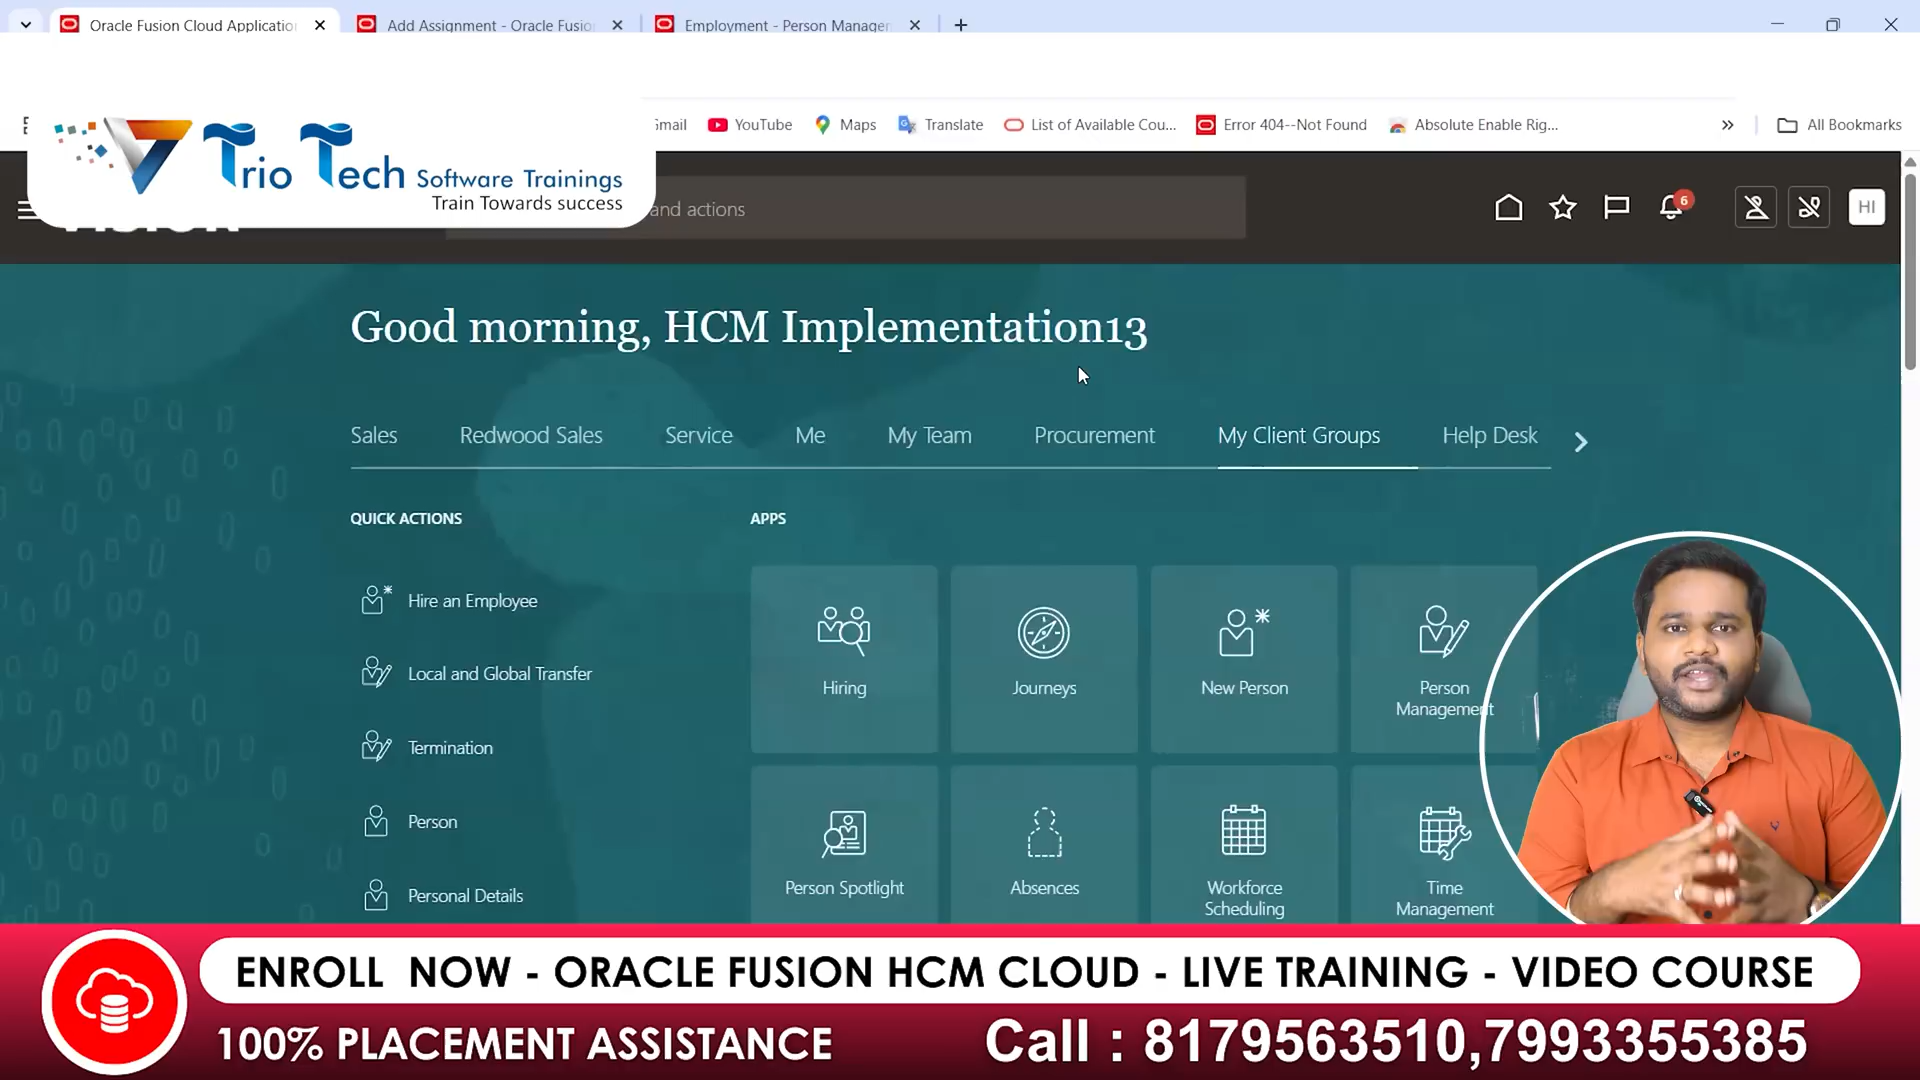 Oracle Fusion Cloud Applicatio
Add Assignment - Oracle Fusio
Employment - Person Manage
Gmail
YouTube
Maps
Translate
List of Available Cou...
Error 404--Not Found
Absolute Enable Rig...
All Bookmarks
Trio Tech Software Trainings
Train Towards success
VISION
and actions
6
HI
Good morning, HCM Implementation13
Sales
Redwood Sales
Service
Me
My Team
Procurement
My Client Groups
Help Desk
QUICK ACTIONS
APPS
Hire an Employee
Local and Global Transfer
Termination
Person
Personal Details
Hiring
Journeys
New Person
Person
Management
Person Spotlight
Absences
Workforce
Scheduling
Time
Management
ENROLL NOW - ORACLE FUSION HCM CLOUD - LIVE TRAINING - VIDEO COURSE
100% PLACEMENT ASSISTANCE
Call : 8179563510,7993355385